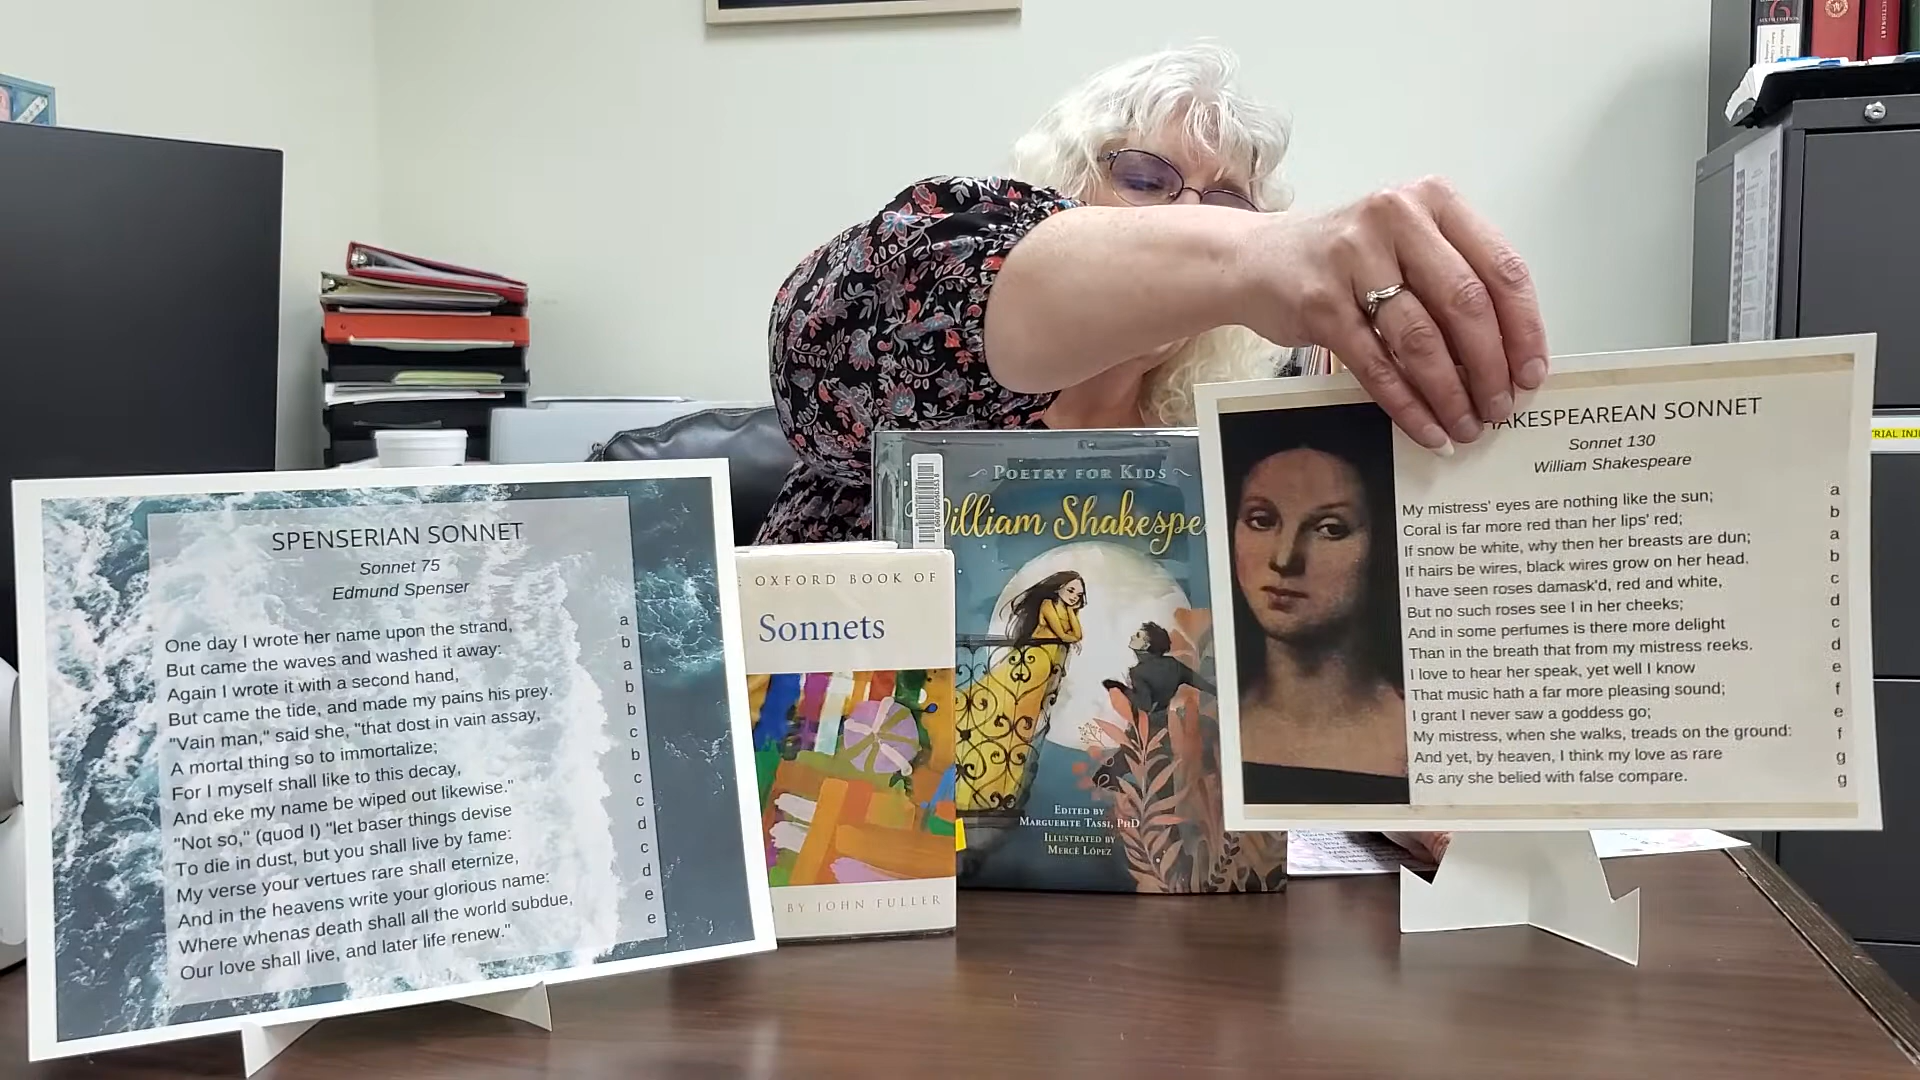 SPENSERIAN SONNET
Sonnet 75
Edmund Spenser
One day I wrote her name upon the strand, a
But came the waves and washed it away: b
Again I wrote it with a second hand, a
But came the tide, and made my pains his prey. b
"Vain man," said she, "that dost in vain assay, b
A mortal thing so to immortalize; c
For I myself shall like to this decay, b
And eke my name be wiped out likewise." c
"Not so," (quod I) "let baser things devise c
To die in dust, but you shall live by fame: d
My verse your vertues rare shall eternize, c
And in the heavens write your glorious name: d
Where whenas death shall all the world subdue, e
Our love shall live, and later life renew." e
OXFORD BOOK OF
Sonnets
BY JOHN FULLER
POETRY FOR KIDS
William Shakespe
EDITED BY
MARGUERITE TASSI, PHD
ILLUSTRATED BY
MERCÈ LÓPEZ
AKESPEAREAN SONNET
Sonnet 130
William Shakespeare
My mistress' eyes are nothing like the sun; a
Coral is far more red than her lips' red; b
If snow be white, why then her breasts are dun; a
If hairs be wires, black wires grow on her head. b
I have seen roses damask'd, red and white, c
But no such roses see I in her cheeks; d
And in some perfumes is there more delight c
Than in the breath that from my mistress reeks. d
I love to hear her speak, yet well I know e
That music hath a far more pleasing sound; f
I grant I never saw a goddess go; e
My mistress, when she walks, treads on the ground: f
And yet, by heaven, I think my love as rare g
As any she belied with false compare. g
TRIAL INJ